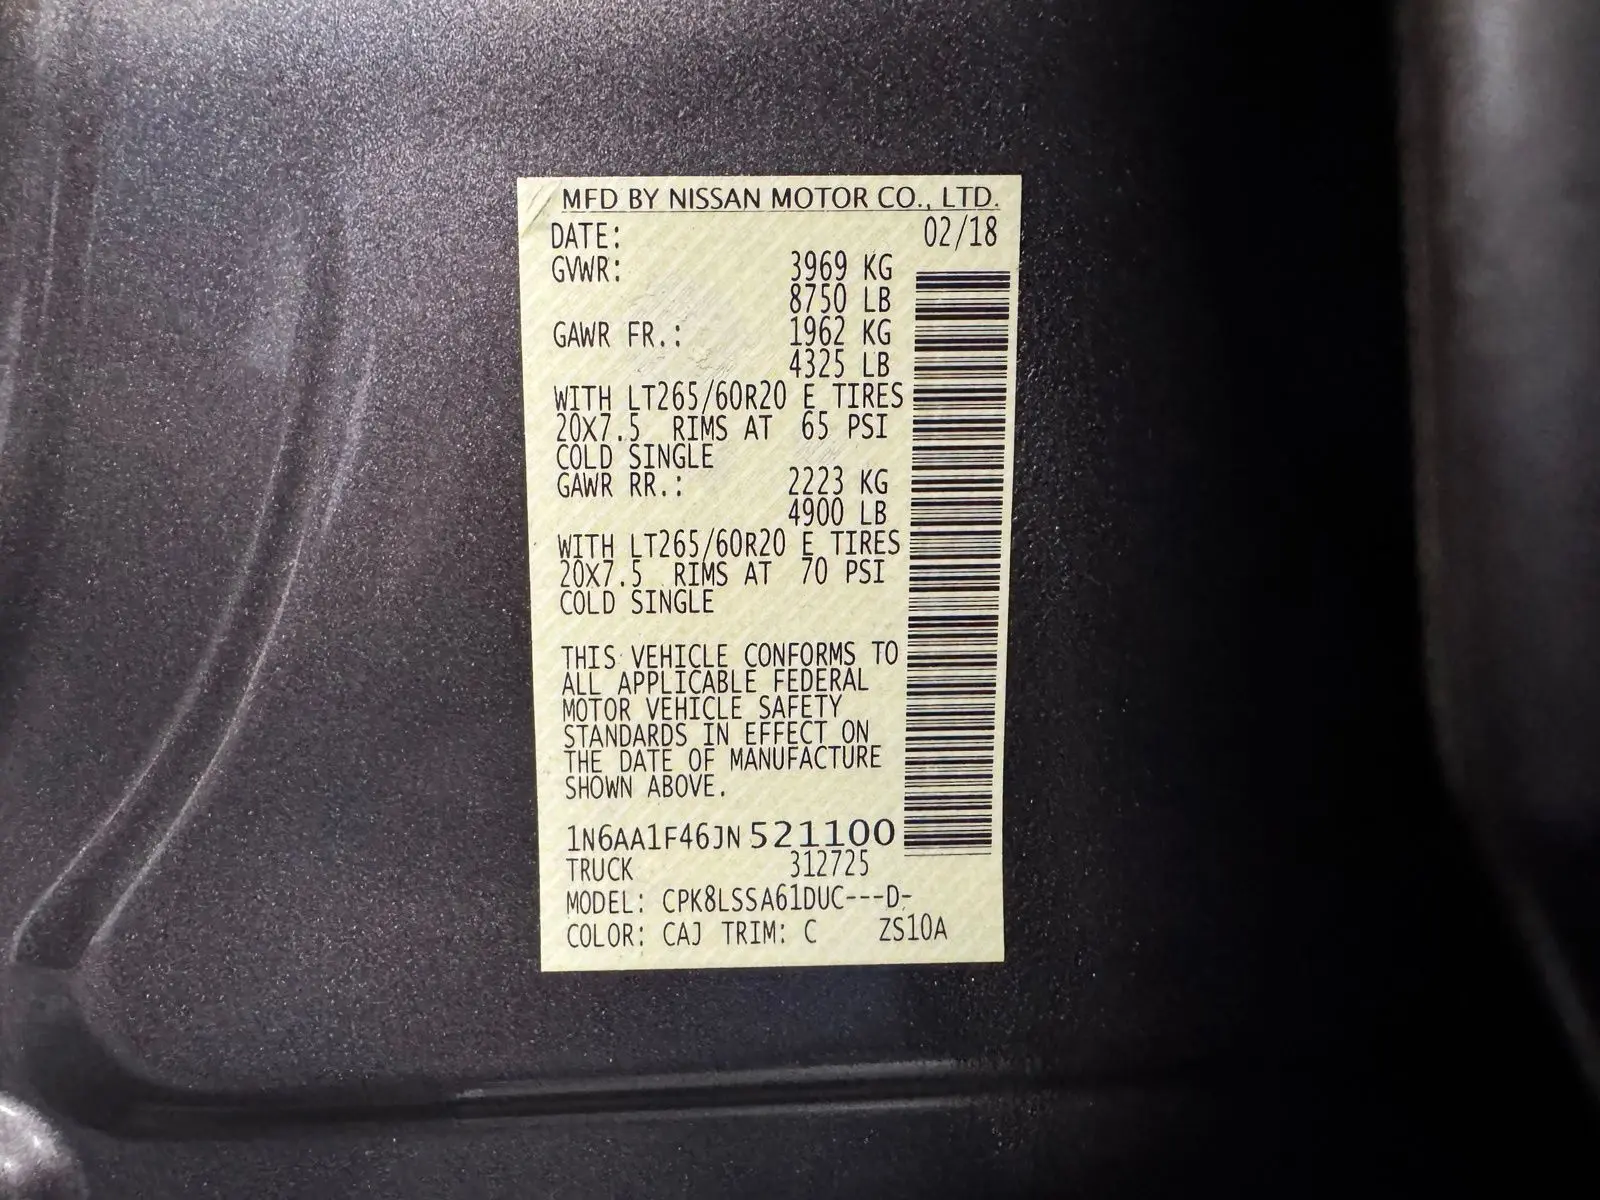 MFD BY NISSAN MOTOR CO., LTD.
DATE: 02/18
GVWR: 3969 KG
8750 LB
GAWR FR.: 1962 KG
4325 LB
WITH LT265/60R20 E TIRES
20X7.5 RIMS AT 65 PSI
COLD SINGLE
GAWR RR.: 2223 KG
4900 LB
WITH LT265/60R20 E TIRES
20X7.5 RIMS AT 70 PSI
COLD SINGLE
THIS VEHICLE CONFORMS TO
ALL APPLICABLE FEDERAL
MOTOR VEHICLE SAFETY
STANDARDS IN EFFECT ON
THE DATE OF MANUFACTURE
SHOWN ABOVE.
1N6AA1F46JN521100
TRUCK 312725
MODEL: CPK8LSSA61DUC---D-
COLOR: CAJ TRIM: C ZS10A